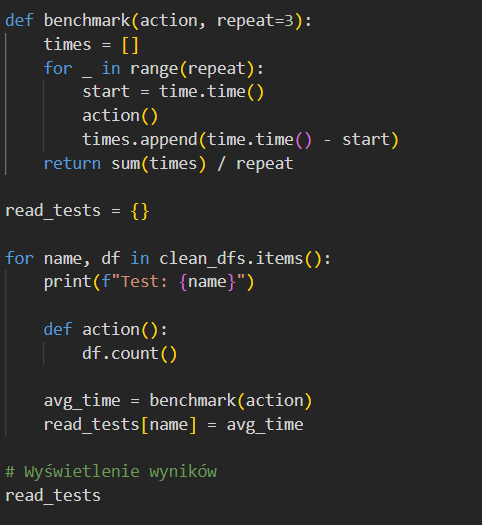 def benchmark(action, repeat=3):
    times = []
    for _ in range(repeat):
        start = time.time()
        action()
        times.append(time.time() - start)
    return sum(times) / repeat

read_tests = {}

for name, df in clean_dfs.items():
    print(f"Test: {name}")

    def action():
        df.count()

    avg_time = benchmark(action)
    read_tests[name] = avg_time

# Wyświetlenie wyników
read_tests